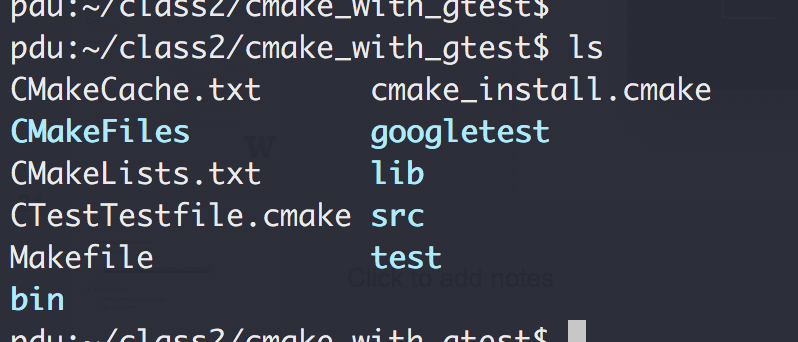 pdu:~/class2/cmake_with_gtest$
pdu:~/class2/cmake_with_gtest$ ls
CMakeCache.txt cmake_install.cmake
CMakeFiles googletest
CMakeLists.txt lib
CTestTestfile.cmake src
Makefile test
Click to add notes
bin
pdu:~/class2/cmake_with_gtest$